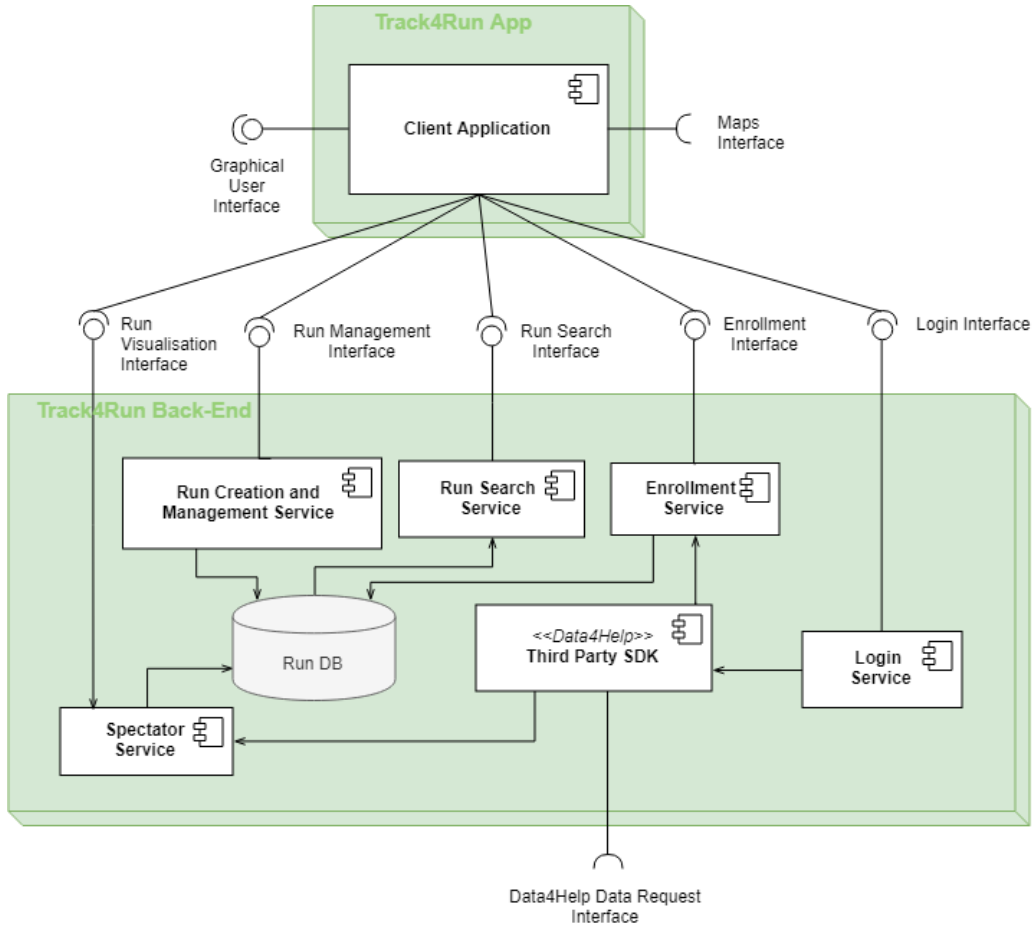 Track4Run App
Client Application
Graphical
User
Interface
Maps
Interface
Run
Visualisation
Interface
Run Management
Interface
Run Search
Interface
Enrollment
Interface
Login Interface
Track4Run Back-End
Run Creation and
Management Service
Run Search
Service
Enrollment
Service
Run DB
<<Data4Help>>
Third Party SDK
Login
Service
Spectator
Service
Data4Help Data Request
Interface